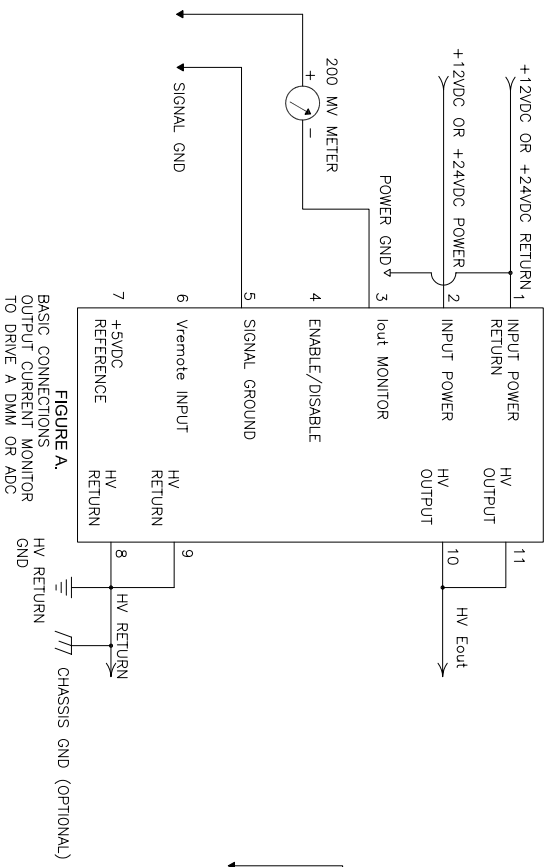 +12VDC OR +24VDC RETURN
+12VDC OR +24VDC POWER
POWER GND
200 MV METER
+
-
SIGNAL GND
1
2
3
4
5
6
7
INPUT POWER
RETURN
INPUT POWER
Iout MONITOR
ENABLE/DISABLE
SIGNAL GROUND
Vremote INPUT
+5VDC
REFERENCE
HV
OUTPUT
HV
OUTPUT
HV
RETURN
HV
RETURN
11
10
9
8
HV Eout
HV RETURN
HV RETURN
GND
CHASSIS GND (OPTIONAL)
FIGURE A.
BASIC CONNECTIONS
OUTPUT CURRENT MONITOR
TO DRIVE A DMM OR ADC